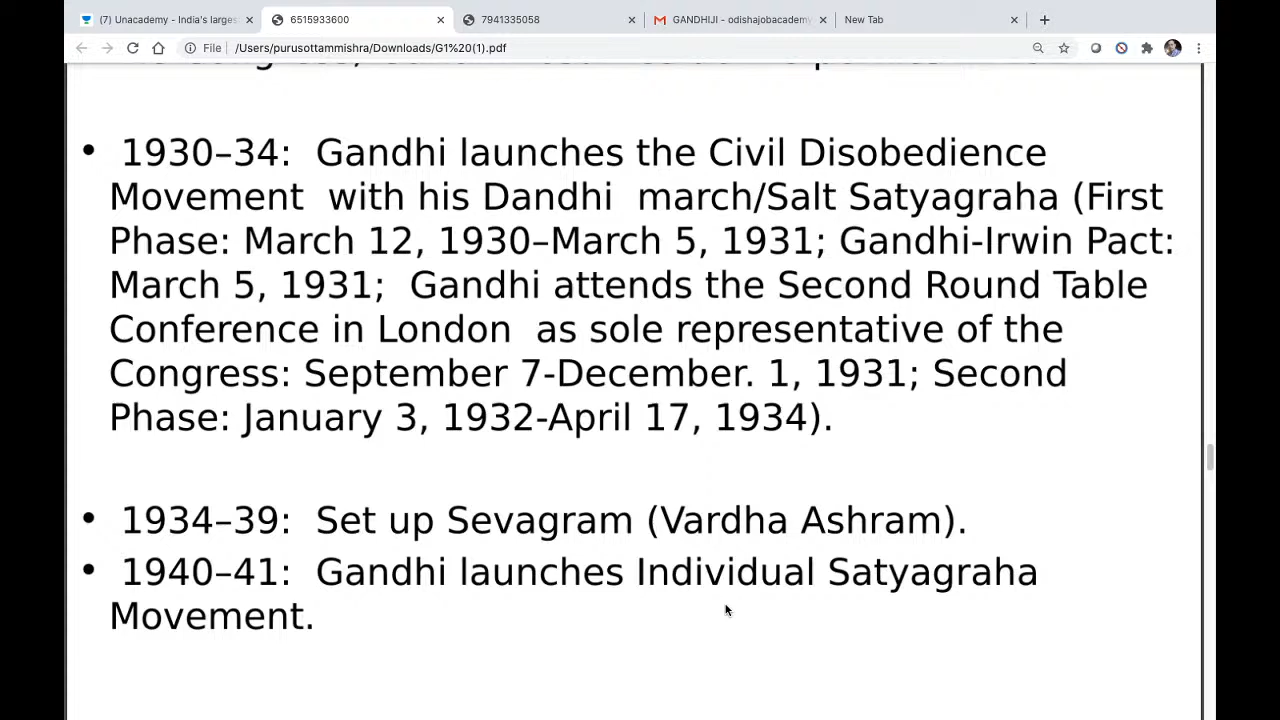 (7) Unacademy - India's larges
6515933600
7941335058
GANDHIJI - odishajobacademy
New Tab
File
/Users/purusottammishra/Downloads/G1%20(1).pdf
• 1930–34: Gandhi launches the Civil Disobedience
Movement with his Dandhi march/Salt Satyagraha (First
Phase: March 12, 1930–March 5, 1931; Gandhi-Irwin Pact:
March 5, 1931; Gandhi attends the Second Round Table
Conference in London as sole representative of the
Congress: September 7-December. 1, 1931; Second
Phase: January 3, 1932-April 17, 1934).
• 1934–39: Set up Sevagram (Vardha Ashram).
• 1940–41: Gandhi launches Individual Satyagraha
Movement.